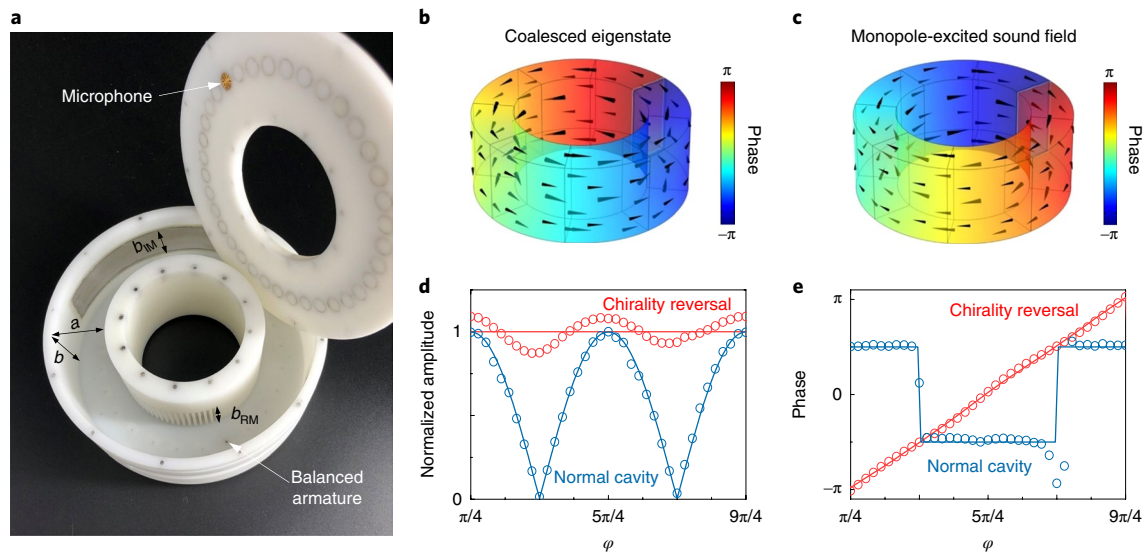 a
Microphone
b_IM
a
b
b_RM
Balanced
armature
b
Coalesced eigenstate
π
Phase
−π
c
Monopole-excited sound field
π
Phase
−π
d
Normalized amplitude
1
0
Chirality reversal
Normal cavity
π/4
5π/4
9π/4
φ
e
Phase
π
0
−π
Chirality reversal
Normal cavity
π/4
5π/4
9π/4
φ